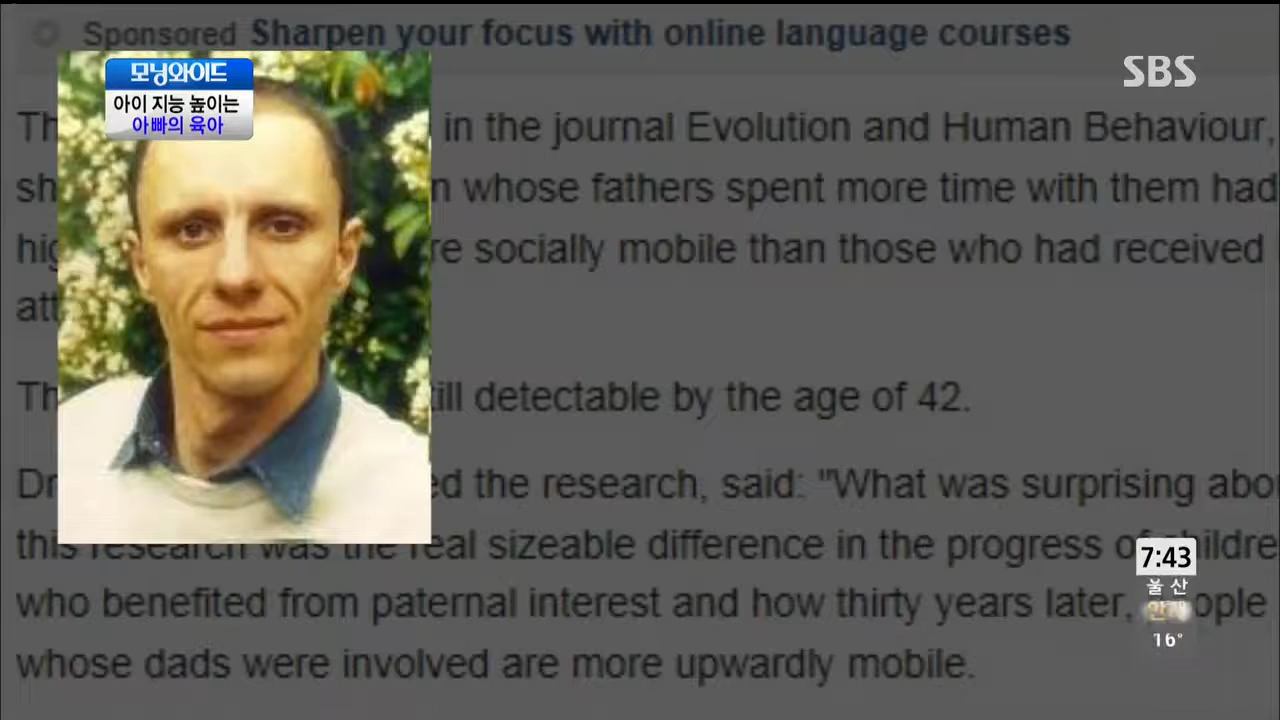 Sponsored Sharpen your focus with online language courses
SBS
모닝와이드
아이 지능 높이는
아빠의 육아
in the journal Evolution and Human Behaviour,
whose fathers spent more time with them had
socially mobile than those who had received
detectable by the age of 42.
the research, said: "What was surprising
this research was the real sizeable difference in the progress
who benefited from paternal interest and how thirty years later,
whose dads were involved are more upwardly mobile.
7:43
울산
16°